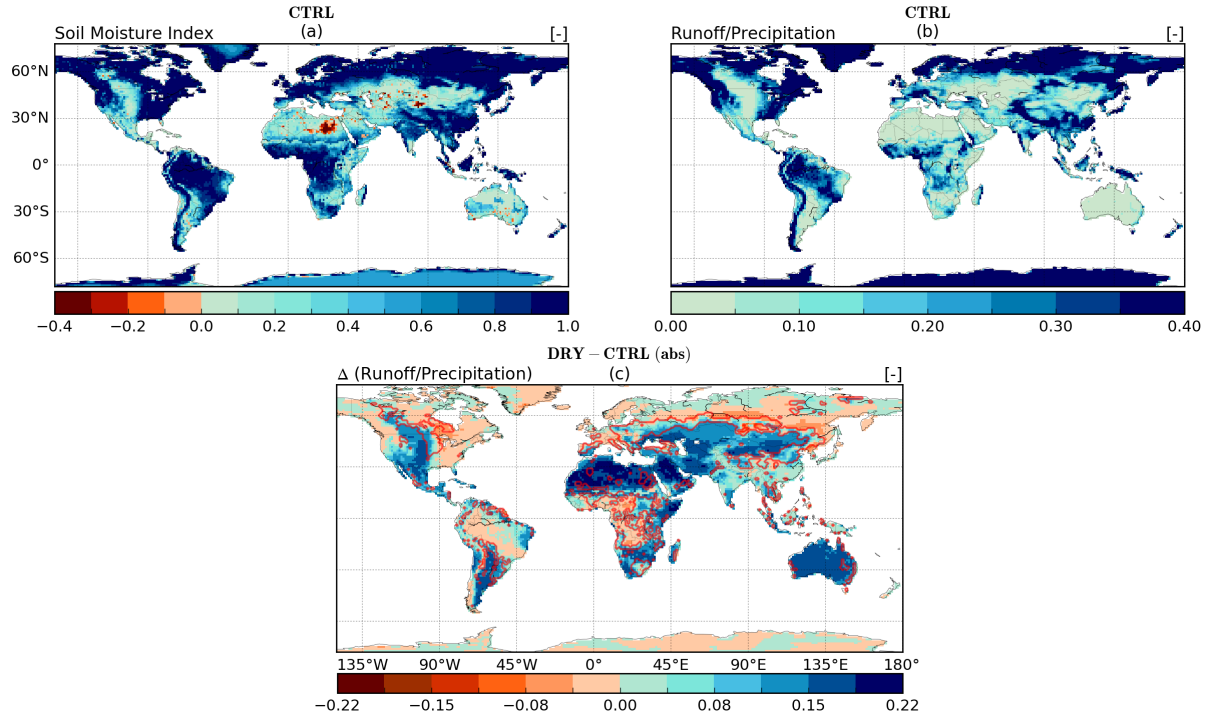 CTRL
Soil Moisture Index (a) [-]
60°N
30°N
0°
30°S
60°S
−0.4 −0.2 0.0 0.2 0.4 0.6 0.8 1.0
CTRL
Runoff/Precipitation (b) [-]
0.00 0.10 0.20 0.30 0.40
DRY − CTRL (abs)
Δ (Runoff/Precipitation) (c) [-]
135°W 90°W 45°W 0° 45°E 90°E 135°E 180°
−0.22 −0.15 −0.08 0.00 0.08 0.15 0.22